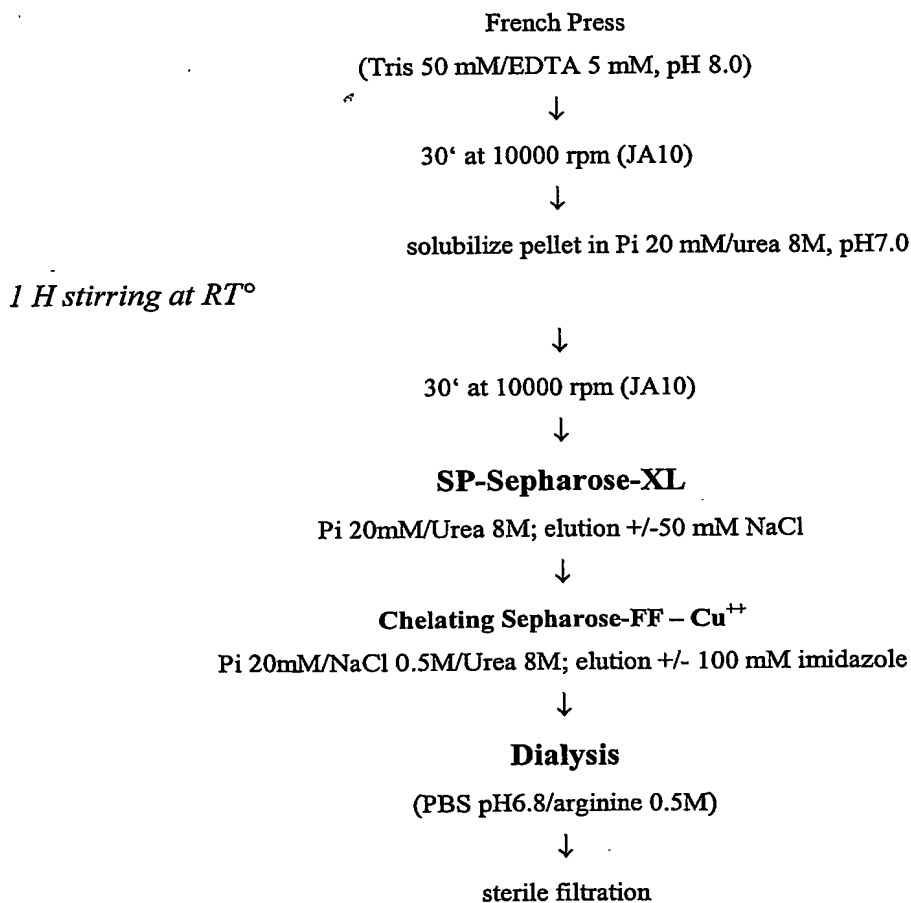 French Press
(Tris 50 mM/EDTA 5 mM, pH 8.0)
↓
30‘ at 10000 rpm (JA10)
↓
solubilize pellet in Pi 20 mM/urea 8M, pH7.0
1 H stirring at RT°
↓
30‘ at 10000 rpm (JA10)
↓
SP-Sepharose-XL
Pi 20mM/Urea 8M; elution +/-50 mM NaCl
↓
Chelating Sepharose-FF – Cu⁺⁺
Pi 20mM/NaCl 0.5M/Urea 8M; elution +/- 100 mM imidazole
↓
Dialysis
(PBS pH6.8/arginine 0.5M)
↓
sterile filtration